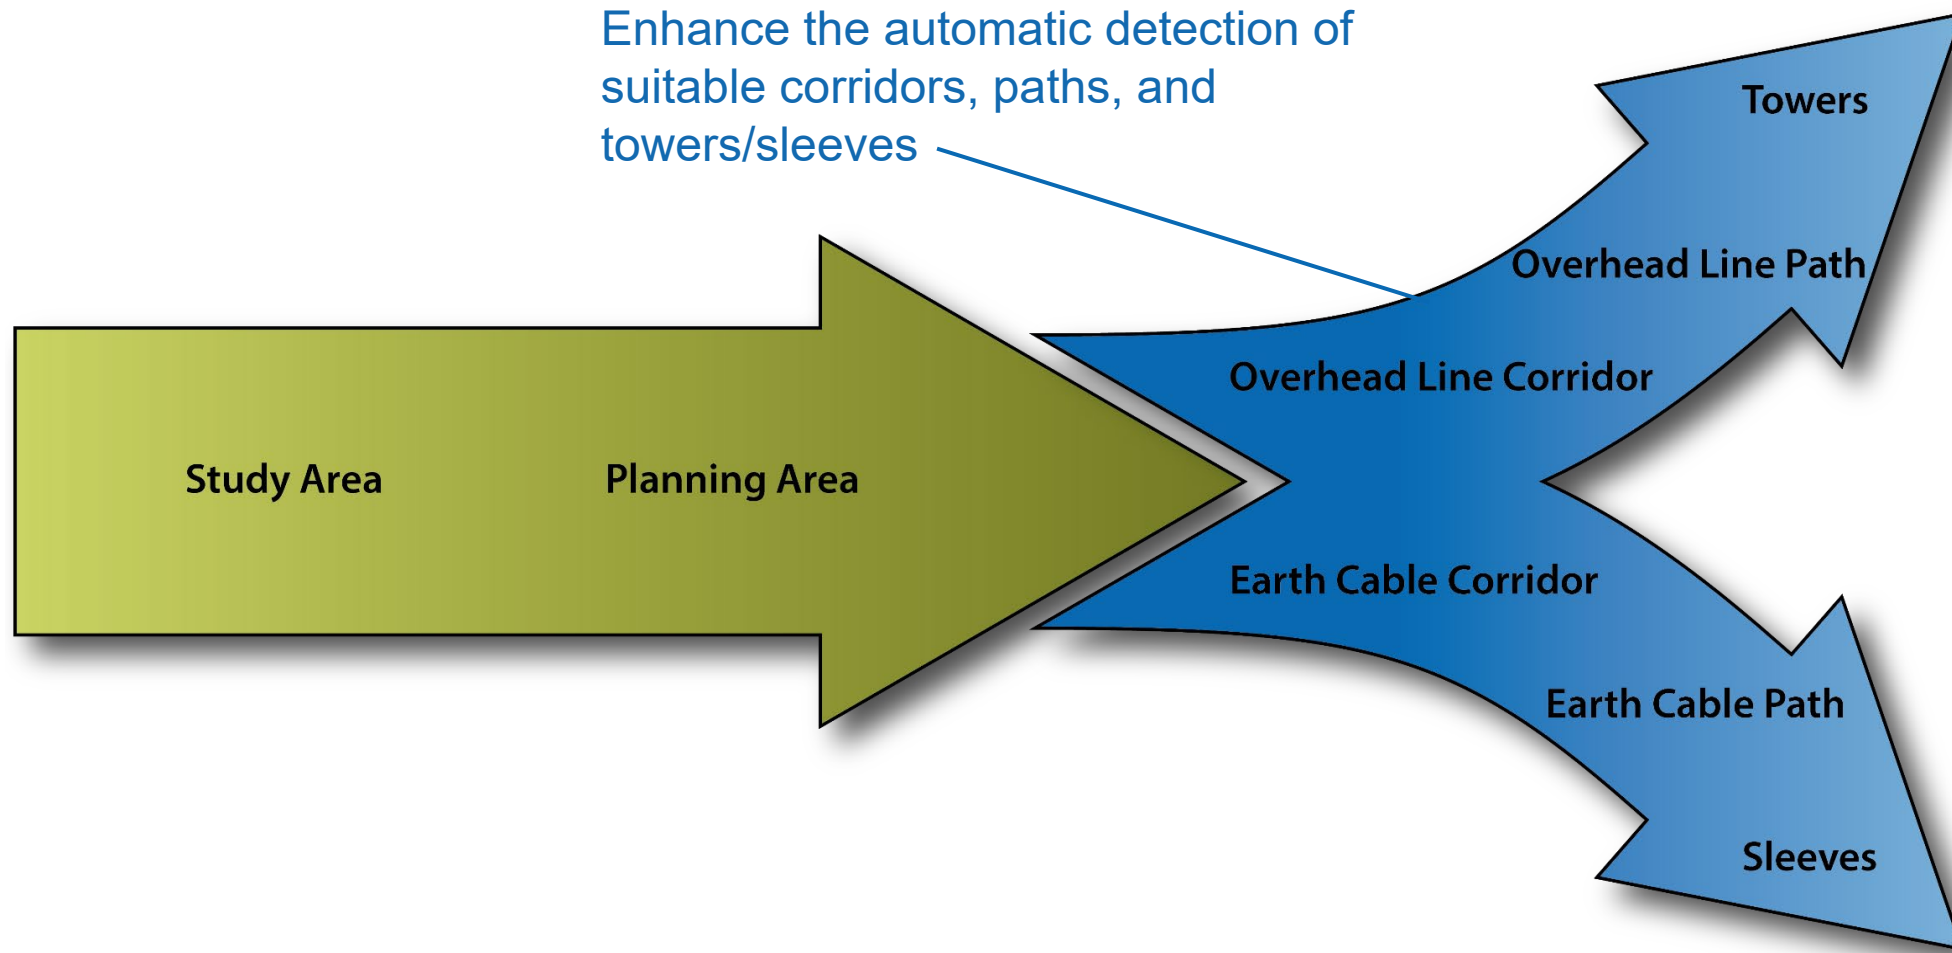 Enhance the automatic detection of
suitable corridors, paths, and
towers/sleeves
Towers
Overhead Line Path
Overhead Line Corridor
Study Area
Planning Area
Earth Cable Corridor
Earth Cable Path
Sleeves